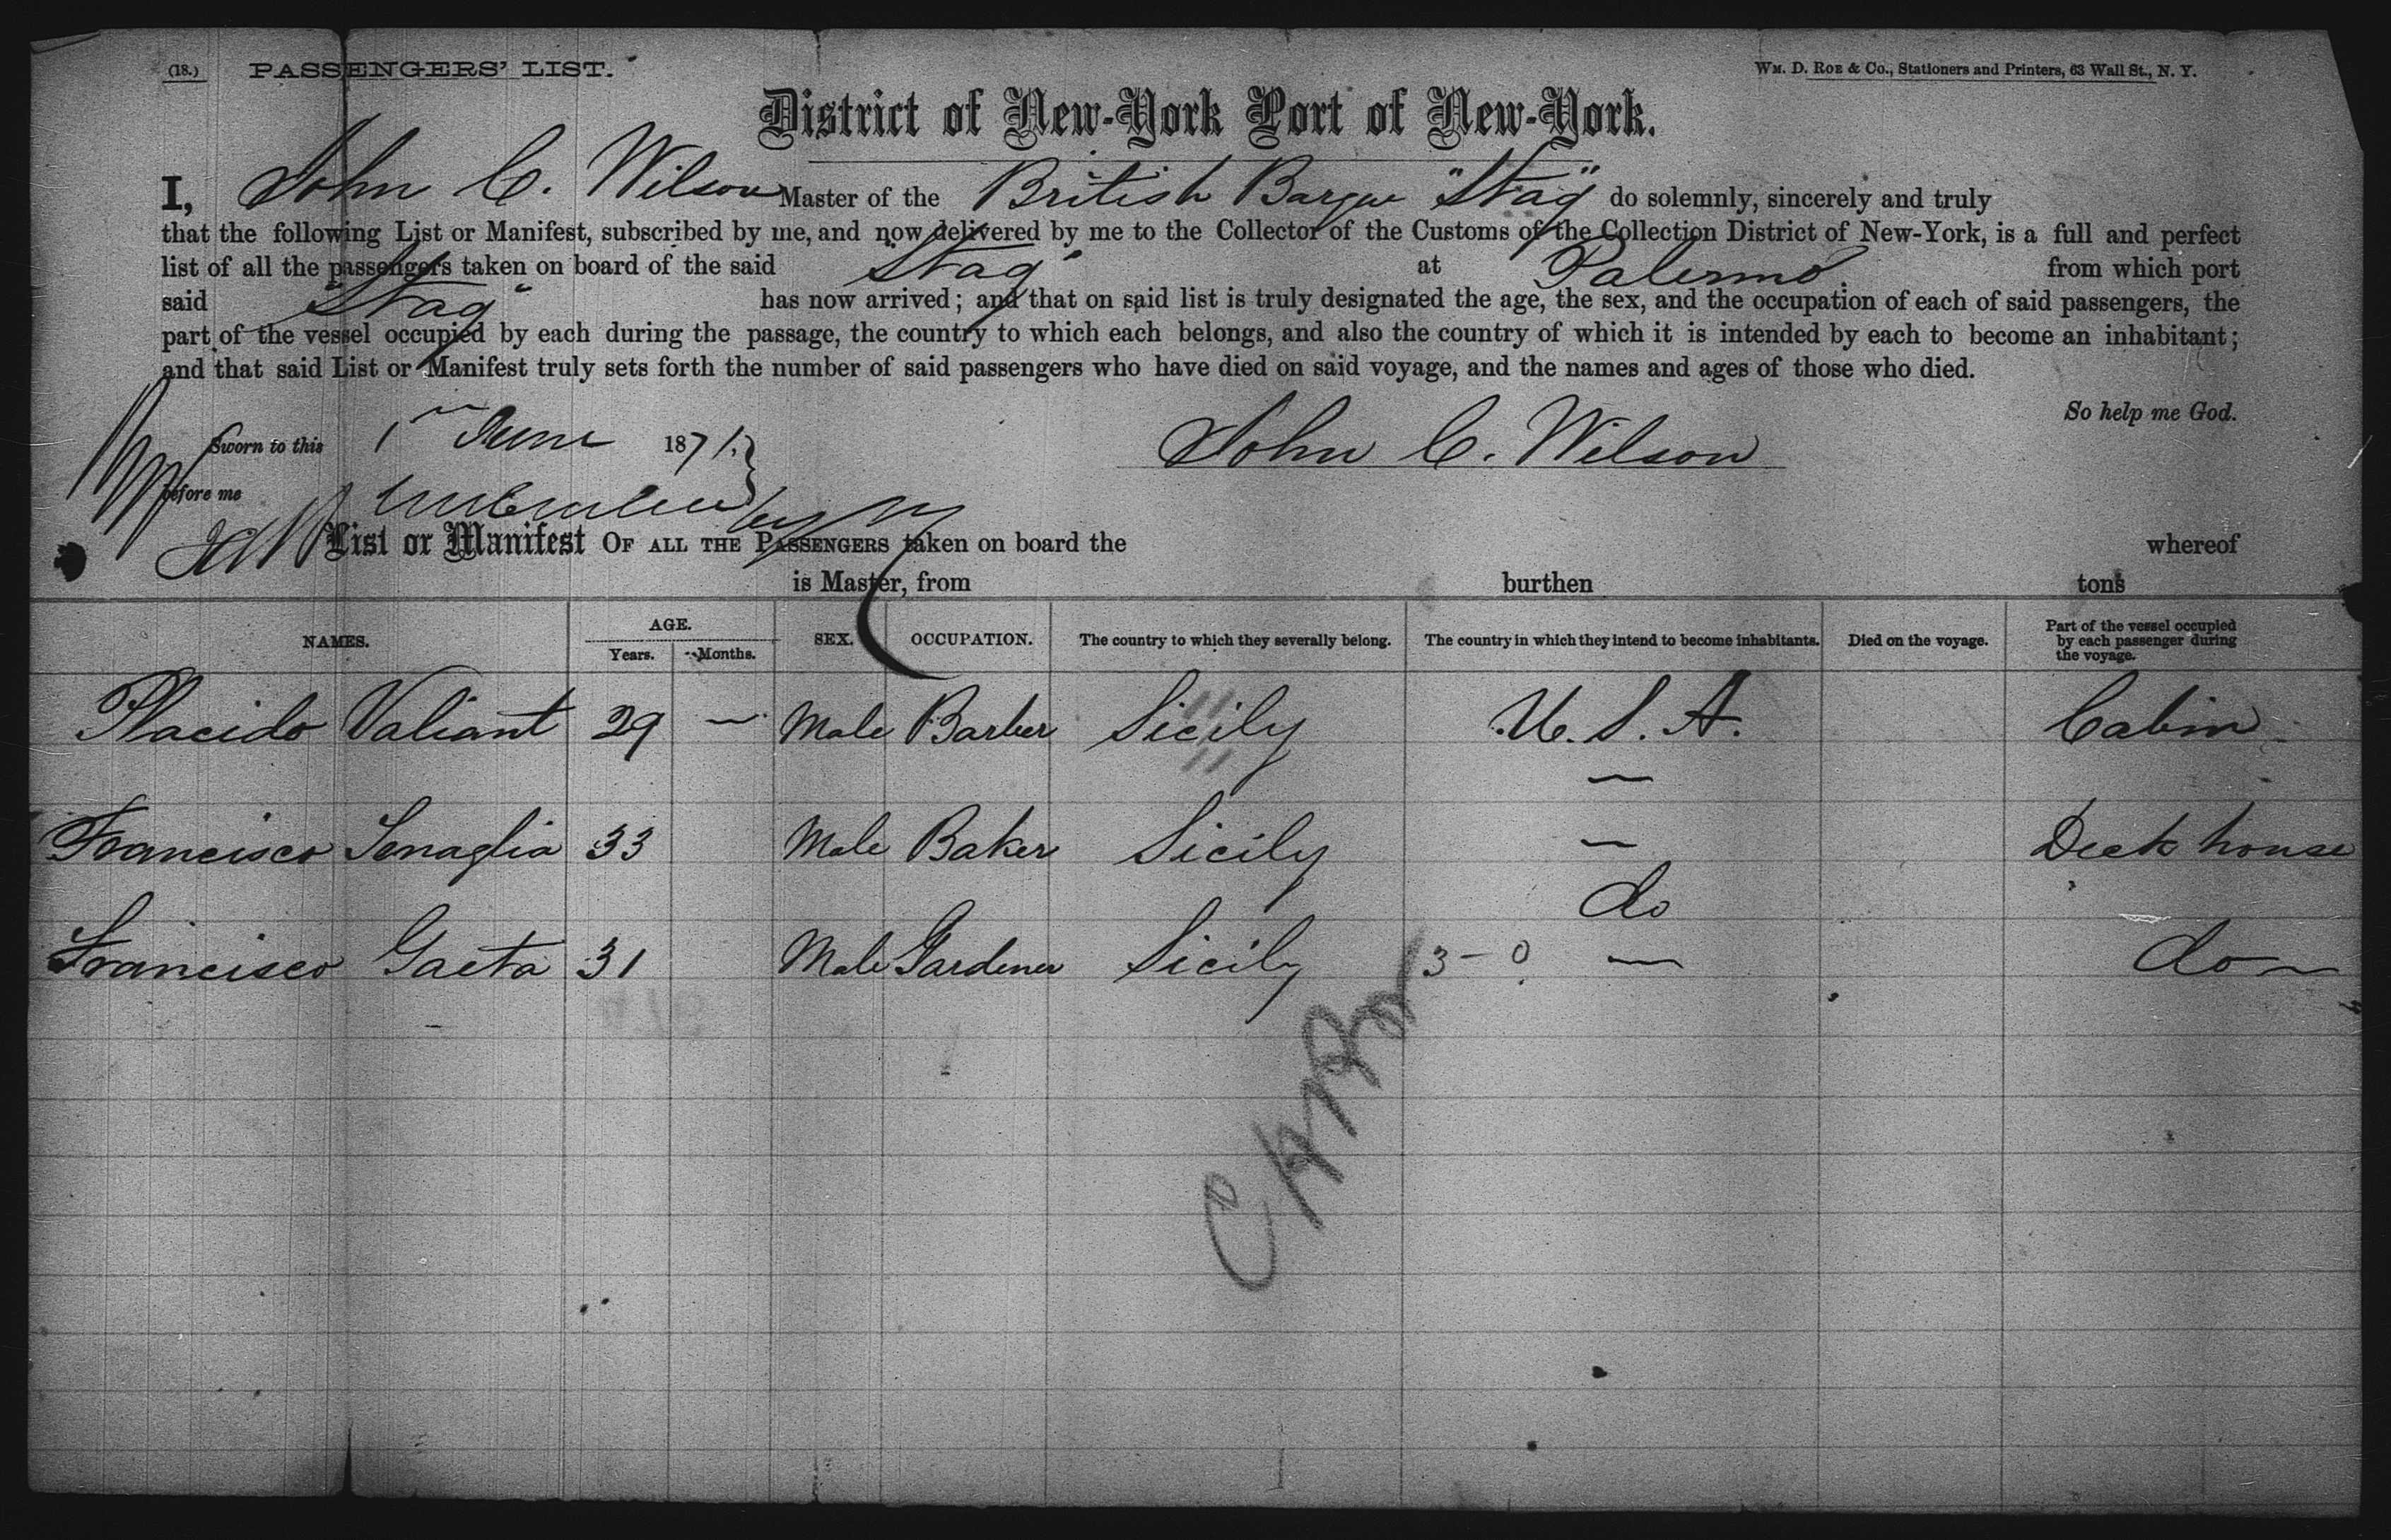 (18.) PASSENGERS' LIST. WM. D. ROE & Co., Stationers and Printers, 63 Wall St., N. Y.
District of New-York Port of New-York.
I, John C. Wilson Master of the British Barque "Stag" do solemnly, sincerely and truly
that the following List or Manifest, subscribed by me, and now delivered by me to the Collector of the Customs of the Collection District of New-York, is a full and perfect
list of all the passengers taken on board of the said "Stag" at Palermo from which port
said "Stag" has now arrived; and that on said list is truly designated the age, the sex, and the occupation of each of said passengers, the
part of the vessel occupied by each during the passage, the country to which each belongs, and also the country of which it is intended by each to become an inhabitant;
and that said List or Manifest truly sets forth the number of said passengers who have died on said voyage, and the names and ages of those who died.
So help me God.
Sworn to this 1 June 1871. John C. Wilson
before me
List or Manifest OF ALL THE PASSENGERS taken on board the whereof
is Master, from burthen tons
NAMES. AGE. Years. Months. SEX. OCCUPATION. The country to which they severally belong. The country in which they intend to become inhabitants. Died on the voyage. Part of the vessel occupied by each passenger during the voyage.
Placido Valiant 29 — Male Barber Sicily U. S. A. Cabin
—
Francisco Senaglia 33 Male Baker Sicily — Deck house
do
Francisco Gaeta 31 Male Gardener Sicily 3-0 — do —